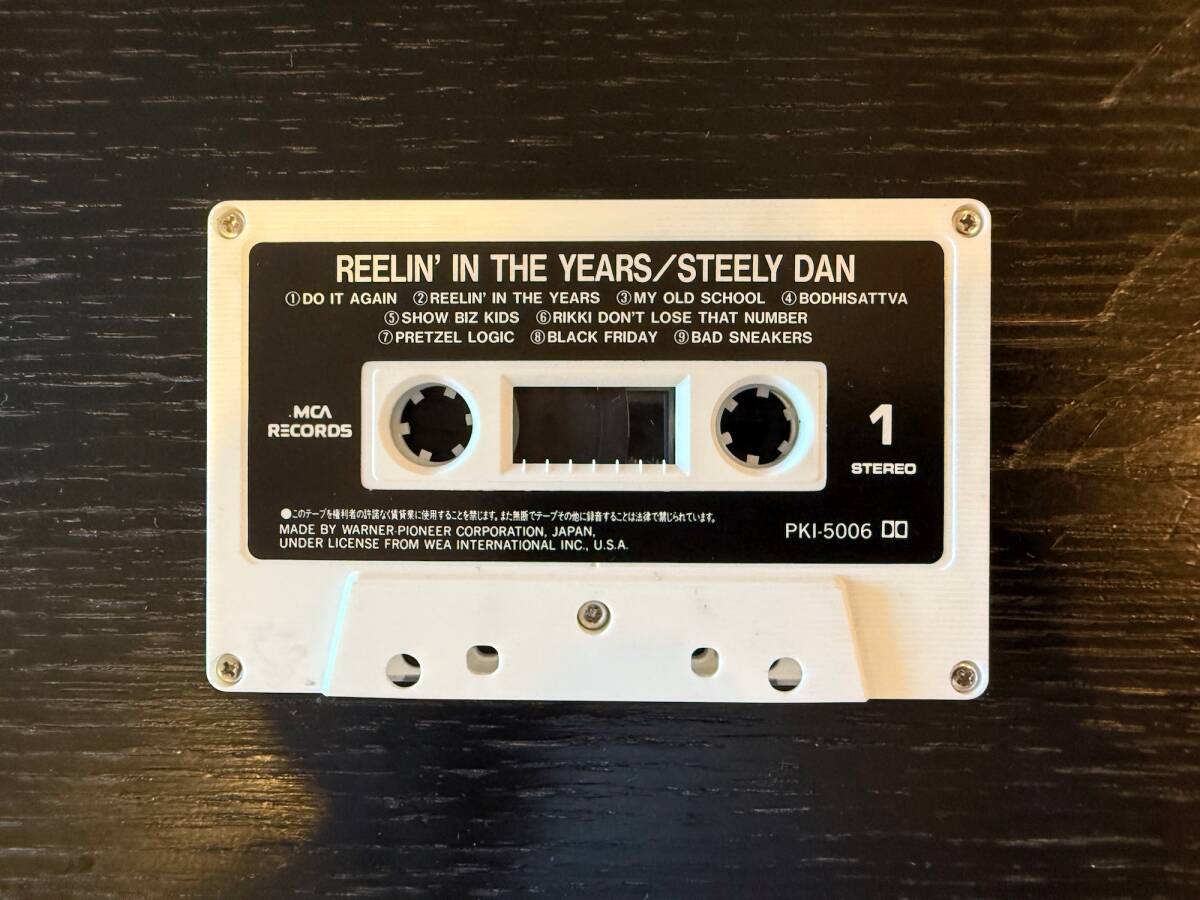 REELIN' IN THE YEARS/STEELY DAN
①DO IT AGAIN ②REELIN' IN THE YEARS ③MY OLD SCHOOL ④BODHISATTVA
⑤SHOW BIZ KIDS ⑥RIKKI DON'T LOSE THAT NUMBER
⑦PRETZEL LOGIC ⑧BLACK FRIDAY ⑨BAD SNEAKERS
MCA
RECORDS
1
STEREO
●このテープを権利者の許諾なく賃貸業に使用することを禁じます。また無断でテープその他に録音することは法律で禁じられています。
MADE BY WARNER-PIONEER CORPORATION, JAPAN,
UNDER LICENSE FROM WEA INTERNATIONAL INC., U.S.A.
PKI-5006